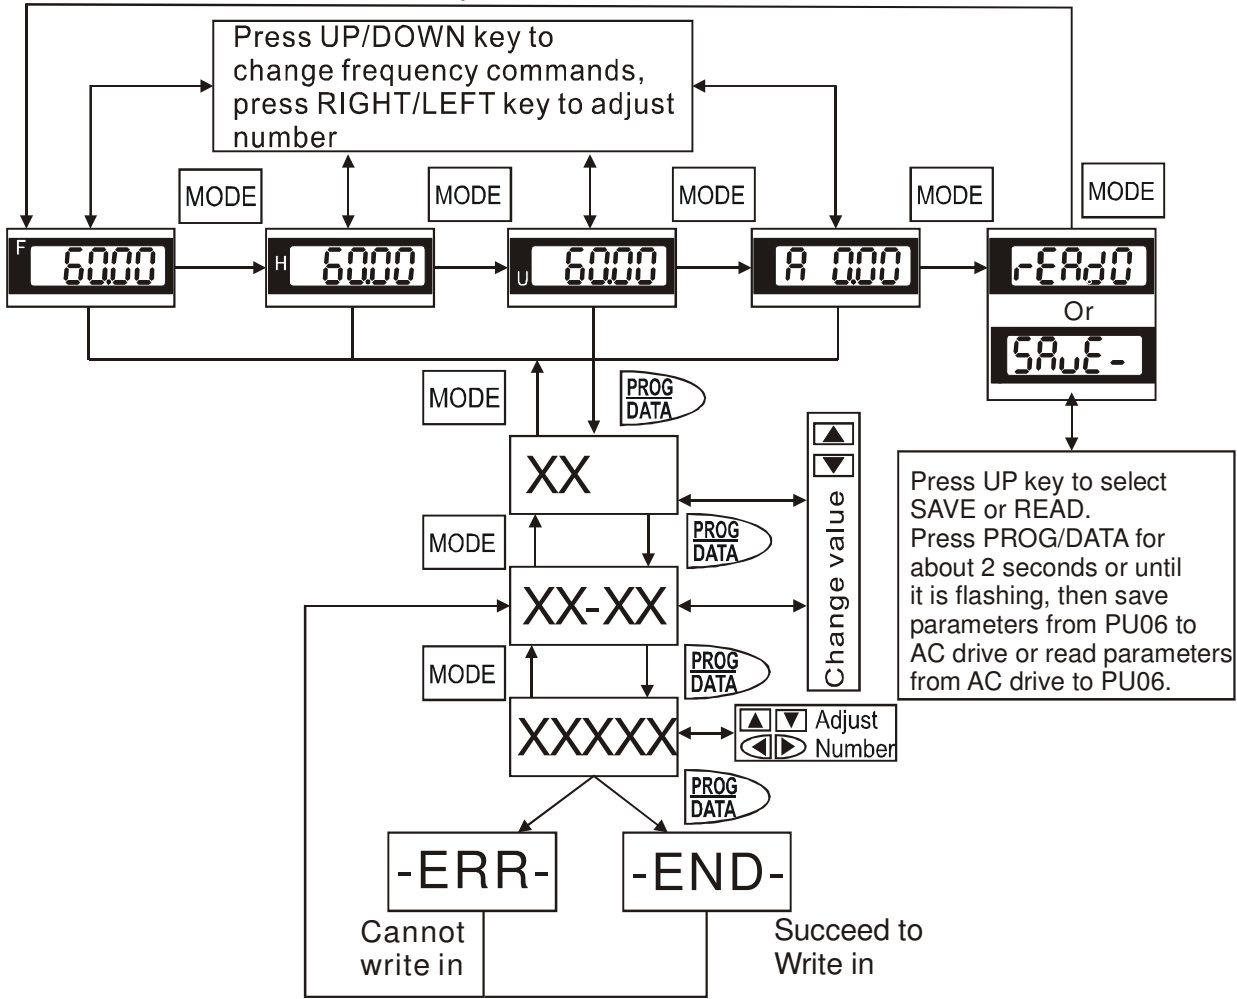 Press UP/DOWN key to
change frequency commands,
press RIGHT/LEFT key to adjust
number
MODE
MODE
MODE
MODE
MODE
F 60.00
H 60.00
U 60.00
A 0.00
rEAd0
Or
SAvE-
MODE
PROG
DATA
XX
MODE
PROG
DATA
XX-XX
MODE
PROG
DATA
XXXXX
Change value
Adjust
Number
PROG
DATA
Press UP key to select
SAVE or READ.
Press PROG/DATA for
about 2 seconds or until
it is flashing, then save
parameters from PU06 to
AC drive or read parameters
from AC drive to PU06.
-ERR-
-END-
Cannot
write in
Succeed to
Write in